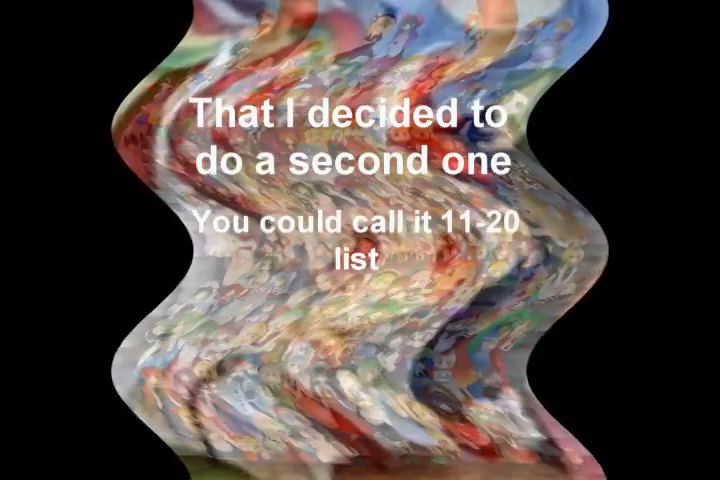 That I decided to
do a second one
You could call it 11-20
list